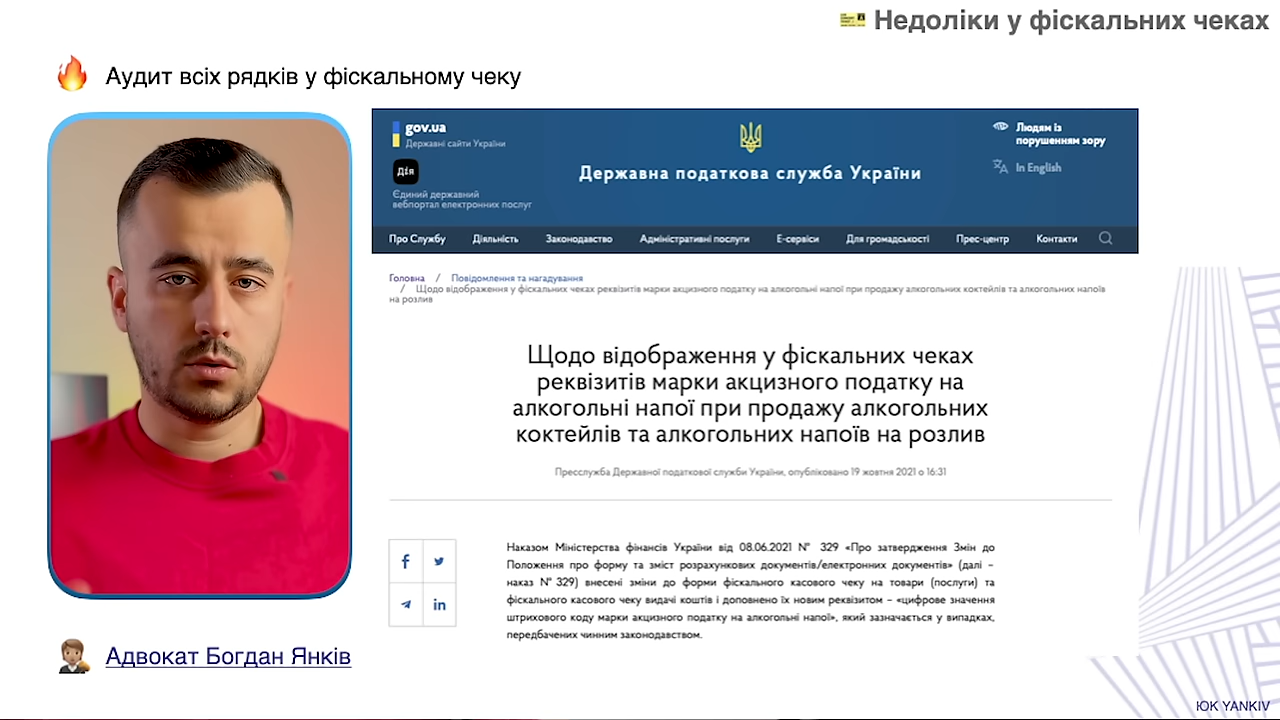 Недоліки у фіскальних чеках
Аудит всіх рядків у фіскальному чеку
gov.ua
Державні сайти України
Дія
Єдиний державний
вебпортал електронних послуг
Державна податкова служба України
Людям із
порушенням зору
In English
Про Службу Діяльність Законодавство Адміністративні послуги Е-сервіси Для громадськості Прес-центр Контакти
Головна / Повідомлення та нагадування
/ Щодо відображення у фіскальних чеках реквізитів марки акцизного податку на алкогольні напої при продажу алкогольних коктейлів та алкогольних напоїв
на розлив
Щодо відображення у фіскальних чеках
реквізитів марки акцизного податку на
алкогольні напої при продажу алкогольних
коктейлів та алкогольних напоїв на розлив
Пресслужба Державної податкової служби України, опубліковано 19 жовтня 2021 о 16:31
Наказом Міністерства фінансів України від 08.06.2021 № 329 «Про затвердження Змін до
Положення про форму та зміст розрахункових документів/електронних документів» (далі –
наказ № 329) внесені зміни до форми фіскального касового чеку на товари (послуги) та
фіскального касового чеку видачі коштів і доповнено їх новим реквізитом – «цифрове значення
штрихового коду марки акцизного податку на алкогольні напої», який зазначається у випадках,
передбачених чинним законодавством.
Адвокат Богдан Янків
ЮК YANKIV